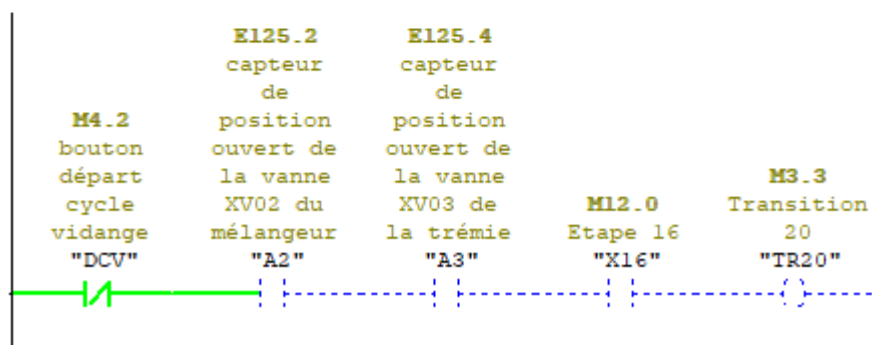 M4.2
bouton
départ
cycle
vidange
"DCV"
E125.2
capteur
de
position
ouvert de
la vanne
XV02 du
mélangeur
"A2"
E125.4
capteur
de
position
ouvert de
la vanne
XV03 de
la trémie
"A3"
M12.0
Etape 16
"X16"
M3.3
Transition
20
"TR20"